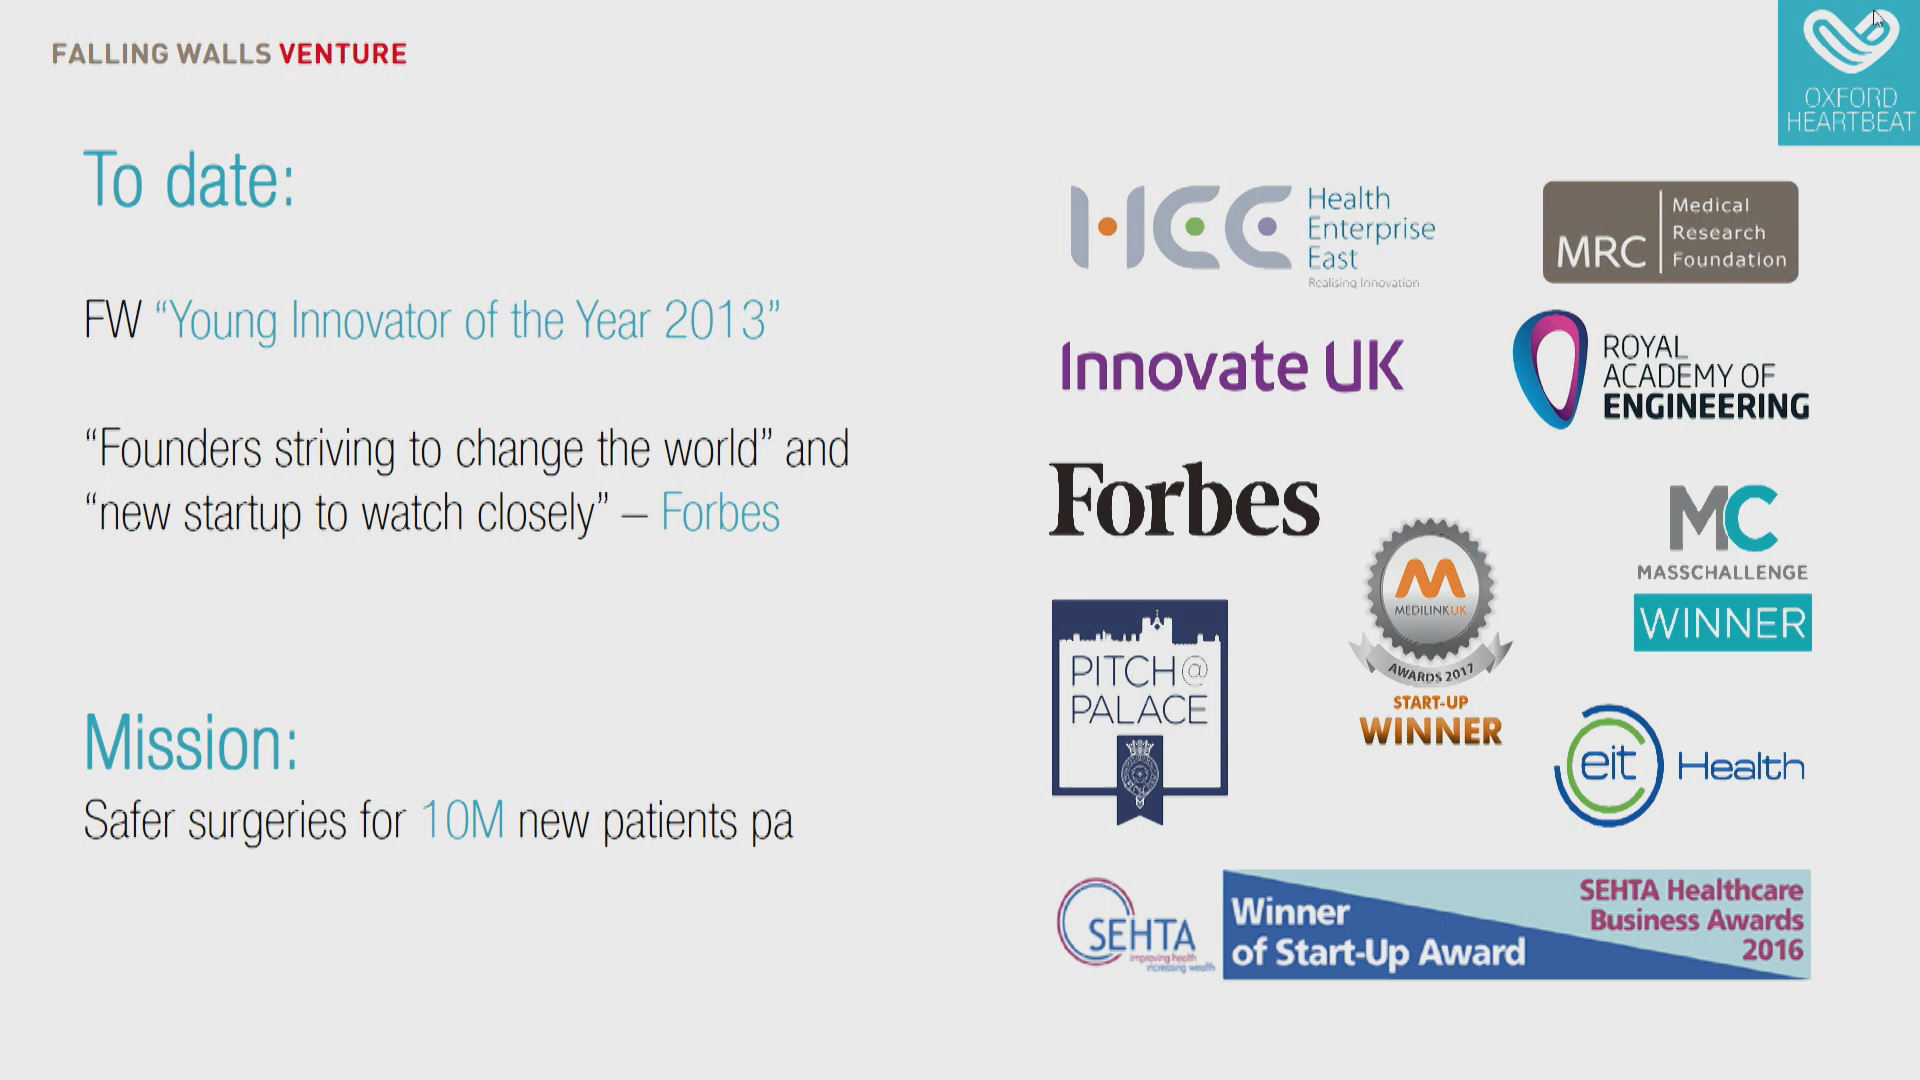 FALLING WALLS VENTURE
OXFORD
HEARTBEAT
To date:
FW “Young Innovator of the Year 2013”
“Founders striving to change the world” and
“new startup to watch closely” – Forbes
Mission:
Safer surgeries for 10M new patients pa
HEE
Health
Enterprise
East
Realising Innovation
MRC
Medical
Research
Foundation
Innovate UK
ROYAL
ACADEMY OF
ENGINEERING
Forbes
MC
MASSCHALLENGE
WINNER
M
MEDILINKUK
AWARDS 2017
START-UP
WINNER
PITCH@
PALACE
eit Health
SEHTA
improving health
increasing wealth
Winner
of Start-Up Award
SEHTA Healthcare
Business Awards
2016